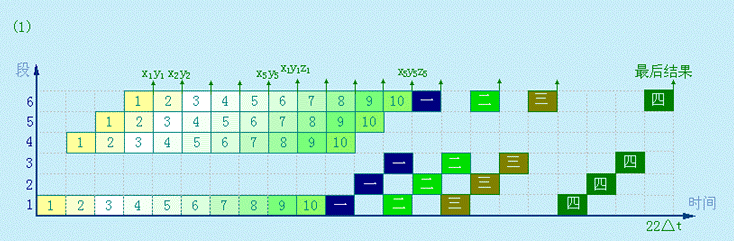 (1)
段
x₁y₁ x₂y₂ x₅y₅ x₁y₁z₁ x₅y₅z₅ 最后结果
6 1 2 3 4 5 6 7 8 9 10 一 二 三 四
5 1 2 3 4 5 6 7 8 9 10
4 1 2 3 4 5 6 7 8 9 10
3 一 二 三 四
2 一 二 三 四
1 1 2 3 4 5 6 7 8 9 10 一 二 三 四 时间
22△t